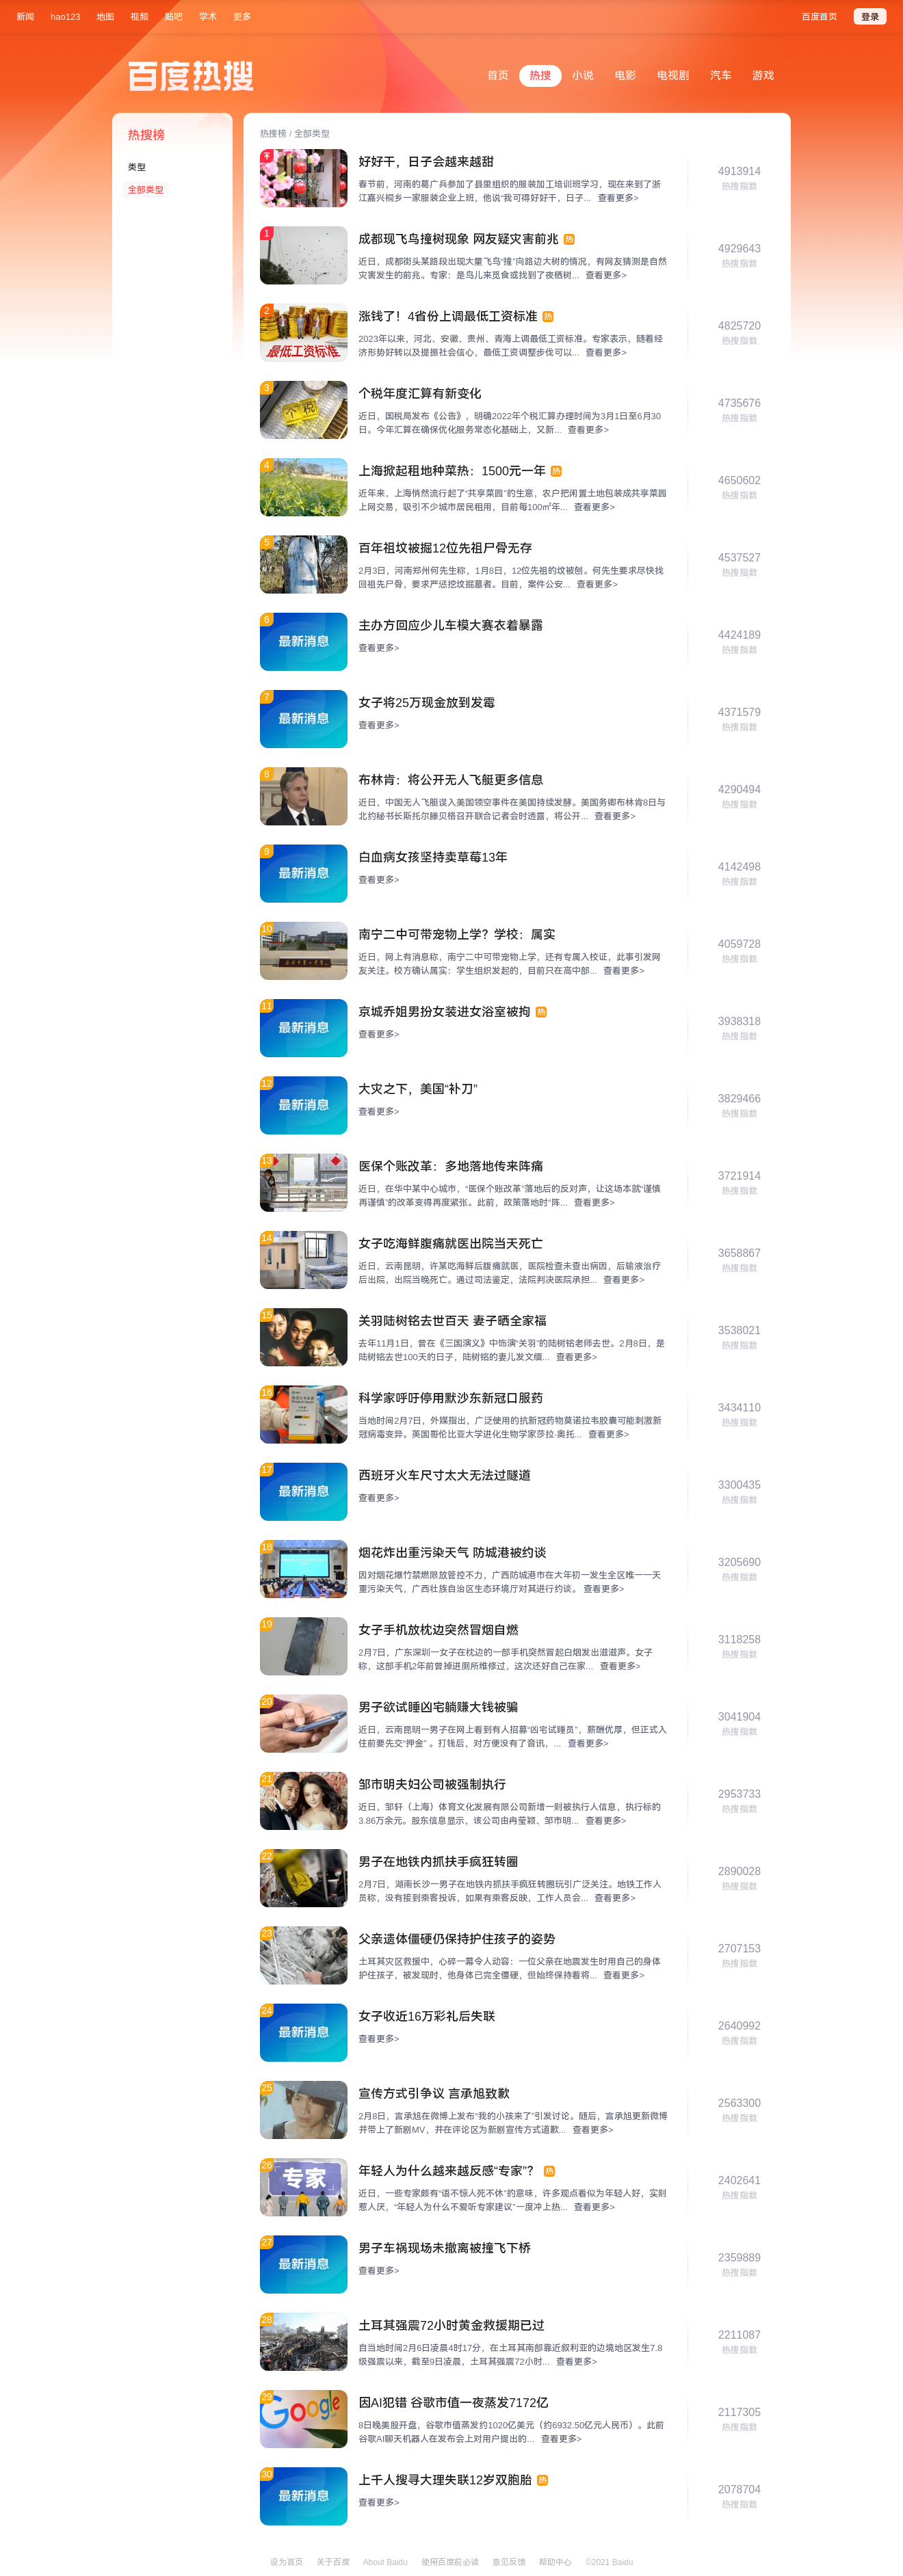 新闻 hao123 地图 视频 贴吧 学术 更多
百度首页 登录
百度热搜
首页 热搜 小说 电影 电视剧 汽车 游戏
热搜榜
类型
全部类型
热搜榜 / 全部类型
好好干，日子会越来越甜
春节前，河南的葛广兵参加了县里组织的服装加工培训班学习，现在来到了浙
江嘉兴桐乡一家服装企业上班，他说“我可得好好干，日子... 查看更多>
4913914
热搜指数
1
成都现飞鸟撞树现象 网友疑灾害前兆 热
近日，成都街头某路段出现大量飞鸟“撞”向路边大树的情况，有网友猜测是自然
灾害发生的前兆。专家：是鸟儿来觅食或找到了夜栖树... 查看更多>
4929643
热搜指数
2
最低工资标准
涨钱了！4省份上调最低工资标准 热
2023年以来，河北、安徽、贵州、青海上调最低工资标准。专家表示，随着经
济形势好转以及提振社会信心，最低工资调整步伐可以... 查看更多>
4825720
热搜指数
3
个税
个税年度汇算有新变化
近日，国税局发布《公告》，明确2022年个税汇算办理时间为3月1日至6月30
日。今年汇算在确保优化服务常态化基础上，又新... 查看更多>
4735676
热搜指数
4
上海掀起租地种菜热：1500元一年 热
近年来，上海悄然流行起了“共享菜园”的生意，农户把闲置土地包装成共享菜园
上网交易，吸引不少城市居民租用，目前每100㎡年... 查看更多>
4650602
热搜指数
5
百年祖坟被掘12位先祖尸骨无存
2月3日，河南郑州何先生称，1月8日，12位先祖的坟被刨。何先生要求尽快找
回祖先尸骨，要求严惩挖坟掘墓者。目前，案件公安... 查看更多>
4537527
热搜指数
6
最新消息
主办方回应少儿车模大赛衣着暴露
查看更多>
4424189
热搜指数
7
最新消息
女子将25万现金放到发霉
查看更多>
4371579
热搜指数
8
布林肯：将公开无人飞艇更多信息
近日，中国无人飞艇误入美国领空事件在美国持续发酵。美国务卿布林肯8日与
北约秘书长斯托尔滕贝格召开联合记者会时透露，将公开... 查看更多>
4290494
热搜指数
9
最新消息
白血病女孩坚持卖草莓13年
查看更多>
4142498
热搜指数
10
南宁二中可带宠物上学？学校：属实
近日，网上有消息称，南宁二中可带宠物上学，还有专属入校证，此事引发网
友关注。校方确认属实：学生组织发起的，目前只在高中部... 查看更多>
4059728
热搜指数
11
最新消息
京城乔姐男扮女装进女浴室被拘 热
查看更多>
3938318
热搜指数
12
最新消息
大灾之下，美国“补刀”
查看更多>
3829466
热搜指数
13
医保个账改革：多地落地传来阵痛
近日，在华中某中心城市，“医保个账改革”落地后的反对声，让这场本就“谨慎
再谨慎”的改革变得再度紧张。此前，政策落地时“阵... 查看更多>
3721914
热搜指数
14
女子吃海鲜腹痛就医出院当天死亡
近日，云南昆明，许某吃海鲜后腹痛就医，医院检查未查出病因，后输液治疗
后出院，出院当晚死亡。通过司法鉴定，法院判决医院承担... 查看更多>
3658867
热搜指数
15
关羽陆树铭去世百天 妻子晒全家福
去年11月1日，曾在《三国演义》中饰演“关羽”的陆树铭老师去世。2月8日，是
陆树铭去世100天的日子，陆树铭的妻儿发文缅... 查看更多>
3538021
热搜指数
16
科学家呼吁停用默沙东新冠口服药
当地时间2月7日，外媒指出，广泛使用的抗新冠药物莫诺拉韦胶囊可能刺激新
冠病毒变异。英国哥伦比亚大学进化生物学家莎拉·奥托... 查看更多>
3434110
热搜指数
17
最新消息
西班牙火车尺寸太大无法过隧道
查看更多>
3300435
热搜指数
18
烟花炸出重污染天气 防城港被约谈
因对烟花爆竹禁燃限放管控不力，广西防城港市在大年初一发生全区唯一一天
重污染天气，广西壮族自治区生态环境厅对其进行约谈。 查看更多>
3205690
热搜指数
19
女子手机放枕边突然冒烟自燃
2月7日，广东深圳一女子在枕边的一部手机突然冒起白烟发出滋滋声。女子
称，这部手机2年前曾掉进厕所维修过，这次还好自己在家... 查看更多>
3118258
热搜指数
20
男子欲试睡凶宅躺赚大钱被骗
近日，云南昆明一男子在网上看到有人招募“凶宅试睡员”，薪酬优厚，但正式入
住前要先交“押金” 。打钱后，对方便没有了音讯，... 查看更多>
3041904
热搜指数
21
邹市明夫妇公司被强制执行
近日，邹轩（上海）体育文化发展有限公司新增一则被执行人信息，执行标的
3.86万余元。股东信息显示，该公司由冉莹颖、邹市明... 查看更多>
2953733
热搜指数
22
男子在地铁内抓扶手疯狂转圈
2月7日，湖南长沙一男子在地铁内抓扶手疯狂转圈玩引广泛关注。地铁工作人
员称，没有接到乘客投诉，如果有乘客反映，工作人员会... 查看更多>
2890028
热搜指数
23
父亲遗体僵硬仍保持护住孩子的姿势
土耳其灾区救援中，心碎一幕令人动容：一位父亲在地震发生时用自己的身体
护住孩子，被发现时，他身体已完全僵硬，但始终保持着将... 查看更多>
2707153
热搜指数
24
最新消息
女子收近16万彩礼后失联
查看更多>
2640992
热搜指数
25
宣传方式引争议 言承旭致歉
2月8日，言承旭在微博上发布“我的小孩来了”引发讨论。随后，言承旭更新微博
并带上了新剧MV，并在评论区为新剧宣传方式道歉... 查看更多>
2563300
热搜指数
26
专家
年轻人为什么越来越反感“专家”？ 热
近日，一些专家颇有“语不惊人死不休”的意味，许多观点看似为年轻人好，实则
惹人厌，“年轻人为什么不爱听专家建议”一度冲上热... 查看更多>
2402641
热搜指数
27
最新消息
男子车祸现场未撤离被撞飞下桥
查看更多>
2359889
热搜指数
28
土耳其强震72小时黄金救援期已过
自当地时间2月6日凌晨4时17分，在土耳其南部靠近叙利亚的边境地区发生7.8
级强震以来，截至9日凌晨，土耳其强震72小时... 查看更多>
2211087
热搜指数
29
Google
因AI犯错 谷歌市值一夜蒸发7172亿
8日晚美股开盘，谷歌市值蒸发约1020亿美元（约6932.50亿元人民币）。此前
谷歌AI聊天机器人在发布会上对用户提出的... 查看更多>
2117305
热搜指数
30
最新消息
上千人搜寻大理失联12岁双胞胎 热
查看更多>
2078704
热搜指数
设为首页 关于百度 About Baidu 使用百度前必读 意见反馈 帮助中心 ©2021 Baidu